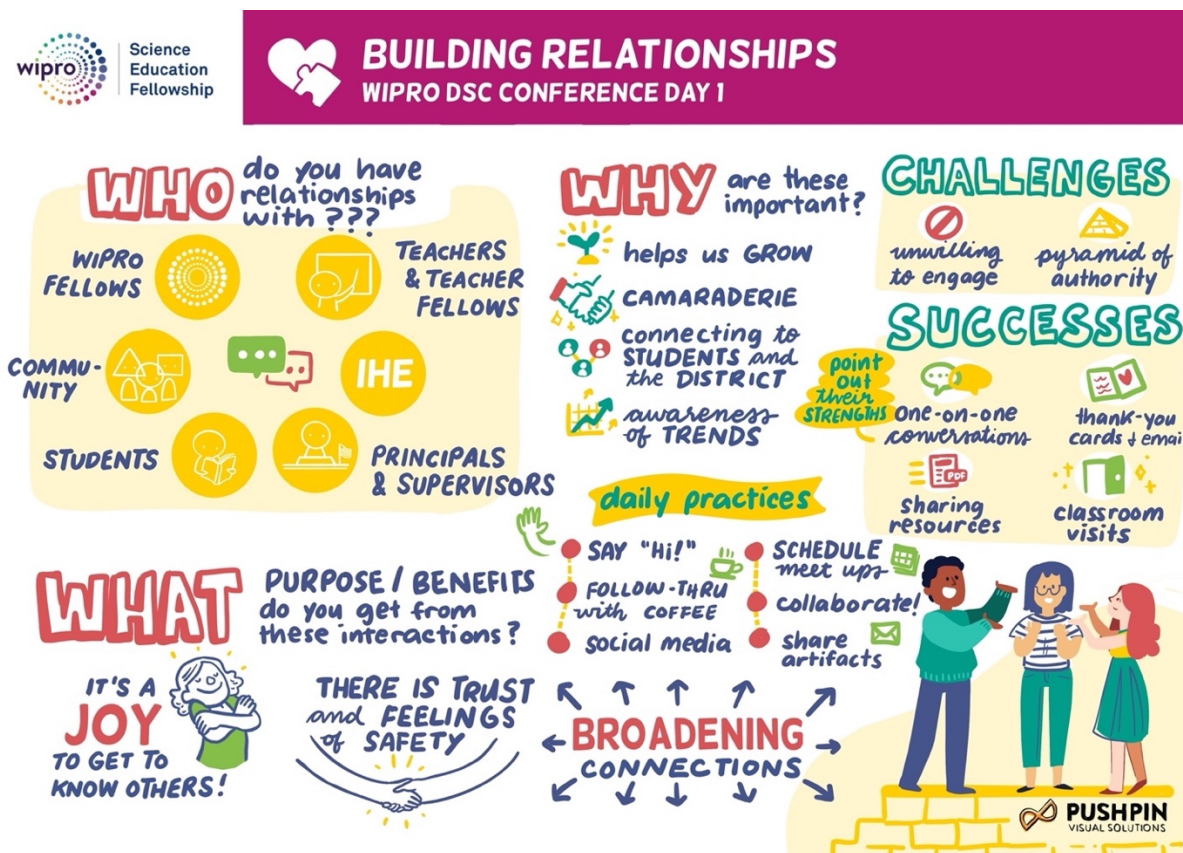 wipro
Science
Education
Fellowship
BUILDING RELATIONSHIPS
WIPRO DSC CONFERENCE DAY 1
WHO do you have
relationships
with ???
WIPRO
FELLOWS
TEACHERS
& TEACHER
FELLOWS
COMMU-
NITY
IHE
STUDENTS
PRINCIPALS
& SUPERVISORS
WHY are these
important?
helps us GROW
CAMARADERIE
connecting to
STUDENTS and
the DISTRICT
awareness
of TRENDS
CHALLENGES
unwilling
to engage
pyramid of
authority
SUCCESSES
point
out
their
STRENGTHS
one-on-one
conversations
thank-you
cards + emai
PDF
sharing
resources
classroom
visits
daily practices
SAY "Hi!"
FOLLOW-THRU
with COFFEE
social media
SCHEDULE
meet ups
collaborate!
share
artifacts
WHAT PURPOSE / BENEFITS
do you get from
these interactions?
IT'S A
JOY
TO GET TO
KNOW OTHERS!
THERE IS TRUST
and FEELINGS
of SAFETY
BROADENING
CONNECTIONS
PUSHPIN
VISUAL SOLUTIONS